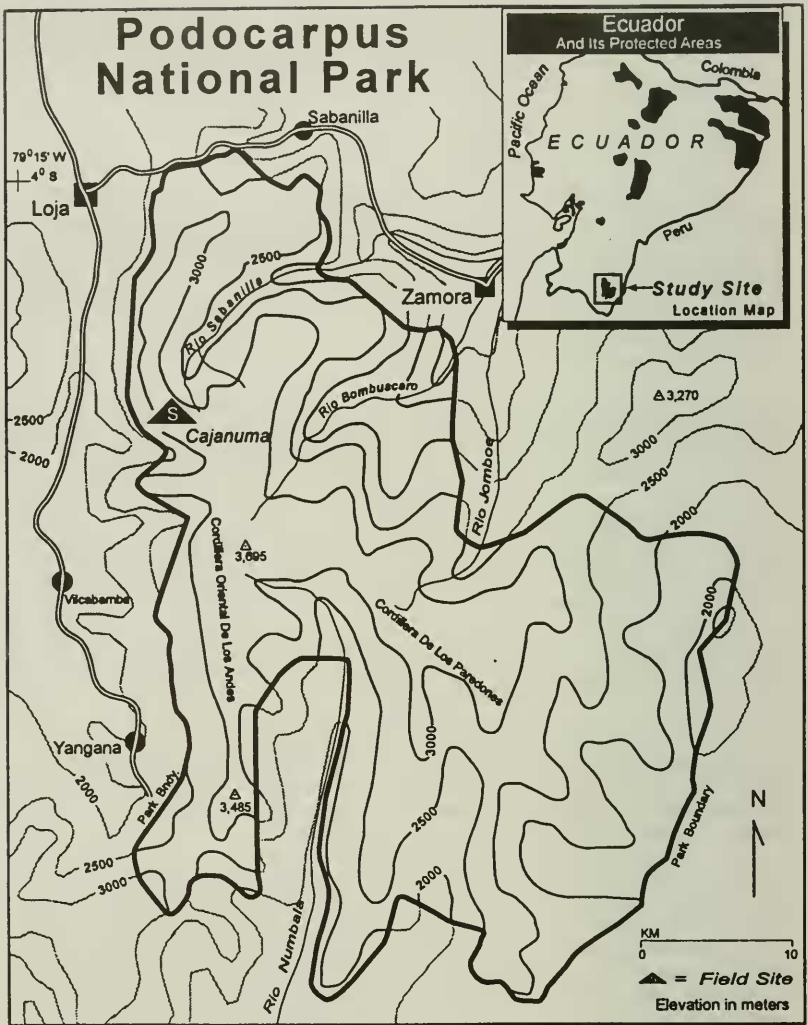 Podocarpus
National Park
Ecuador
And Its Protected Areas
Colombia
Pacific Ocean
ECUADOR
Peru
Study Site
Location Map
Sabanilla
79° 15' W
4° S
Loja
3000
2500
Rio Sabanilla
Zamora
Rio Bombuscaro
3,270
S
Cajanuma
2500
2000
3000
2500
2000
Rio Jomboe
3,695
Cordillera Oriental De Los Andes
Vilcabamba
Cordillera De Los Paredones
2000
Yangana
3000
2000
Park Bndy.
3,485
2500
Park Boundary
N
2500
3000
2000
Rio Numbala
KM
0
10
= Field Site
Elevation in meters